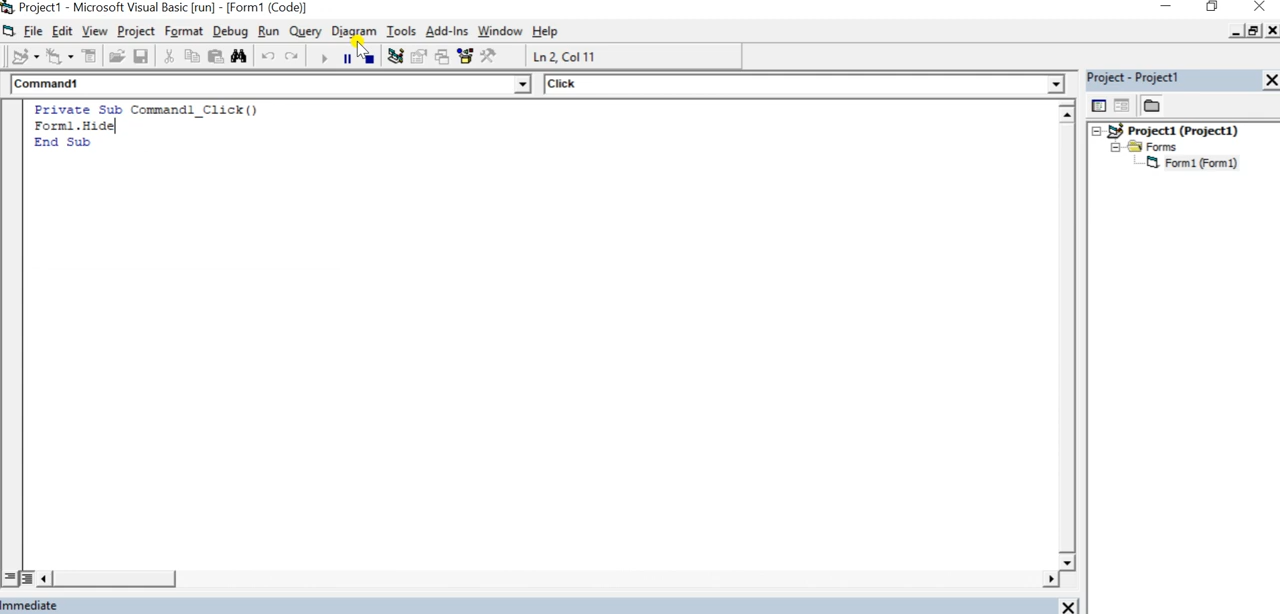 Project1 - Microsoft Visual Basic [run] - [Form1 (Code)]
File Edit View Project Format Debug Run Query Diagram Tools Add-Ins Window Help
Ln 2, Col 11
Command1 Click
Project - Project1
Private Sub Command1_Click()
Form1.Hide
End Sub
Project1 (Project1)
Forms
Form1 (Form1)
Immediate